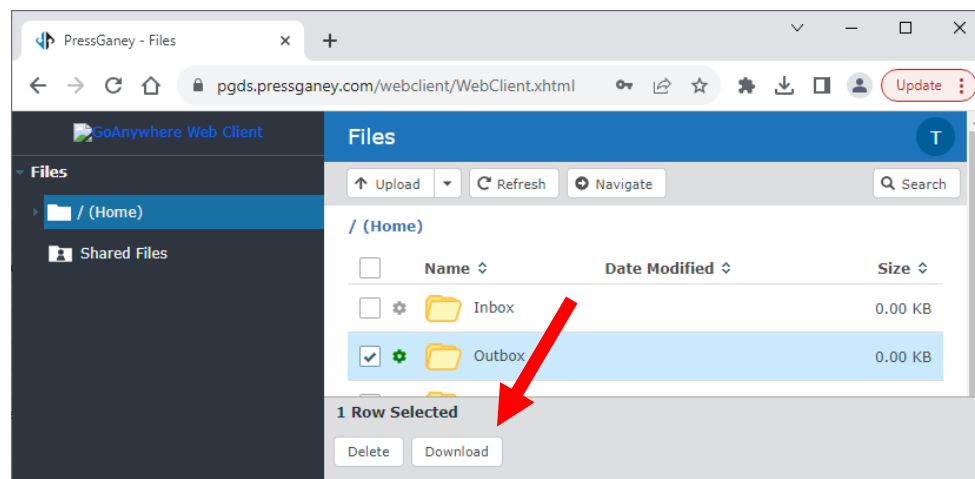 PressGaney - Files
pgds.pressganey.com/webclient/WebClient.xhtml
Update
GoAnywhere Web Client
Files
T
Files
Upload Refresh Navigate Search
/ (Home)
/ (Home)
Shared Files
Name Date Modified Size
Inbox 0.00 KB
Outbox 0.00 KB
1 Row Selected
Delete Download